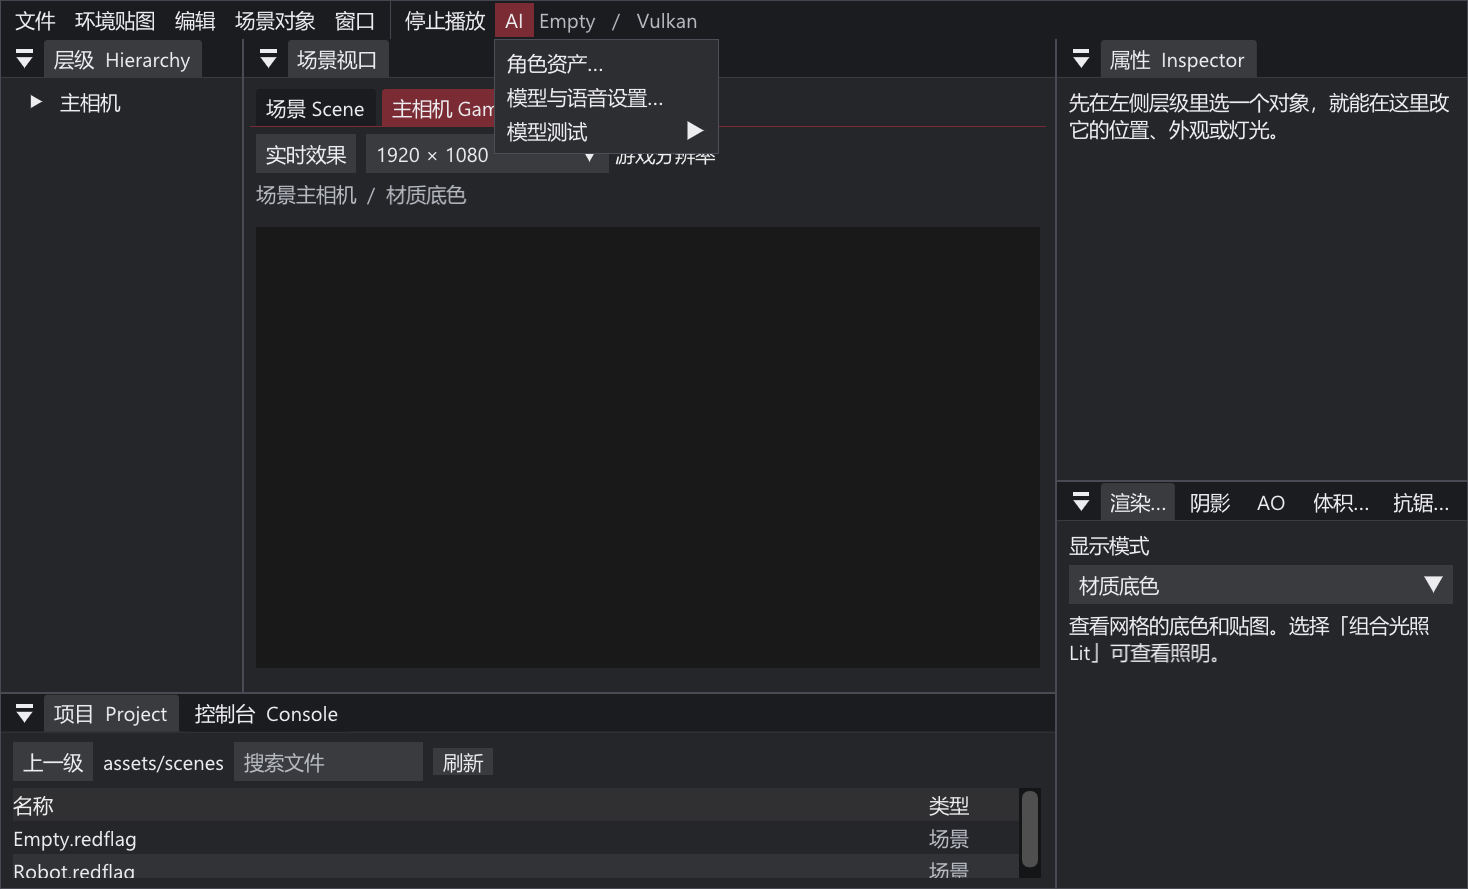 文件 环境贴图 编辑 场景对象 窗口 停止播放 AI Empty / Vulkan
层级 Hierarchy
主相机
场景视口
场景 Scene 主相机 Gam
实时效果 1920 × 1080 游戏分辨率
场景主相机 / 材质底色
角色资产...
模型与语音设置...
模型测试
属性 Inspector
先在左侧层级里选一个对象，就能在这里改
它的位置、外观或灯光。
渲染... 阴影 AO 体积... 抗锯...
显示模式
材质底色
查看网格的底色和贴图。选择「组合光照
Lit」可查看照明。
项目 Project 控制台 Console
上一级 assets/scenes 搜索文件 刷新
名称 类型
Empty.redflag 场景
Robot.redflag 场景